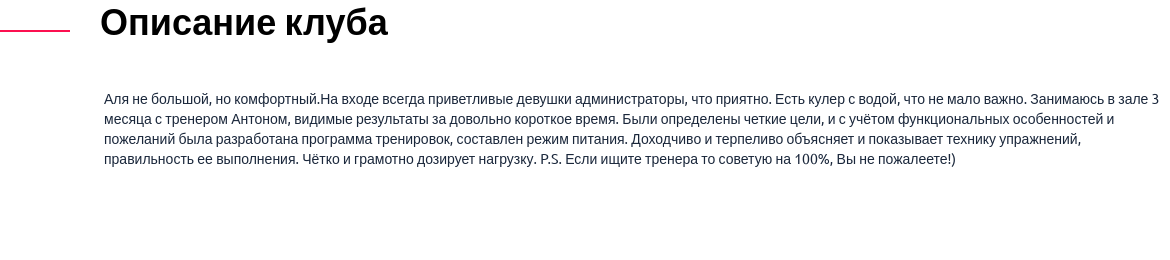 Описание клуба
Аля не большой, но комфортный.На входе всегда приветливые девушки администраторы, что приятно. Есть кулер с водой, что не мало важно. Занимаюсь в зале 3
месяца с тренером Антоном, видимые результаты за довольно короткое время. Были определены четкие цели, и с учётом функциональных особенностей и
пожеланий была разработана программа тренировок, составлен режим питания. Доходчиво и терпеливо объясняет и показывает технику упражнений,
правильность ее выполнения. Чётко и грамотно дозирует нагрузку. P.S. Если ищите тренера то советую на 100%, Вы не пожалеете!)